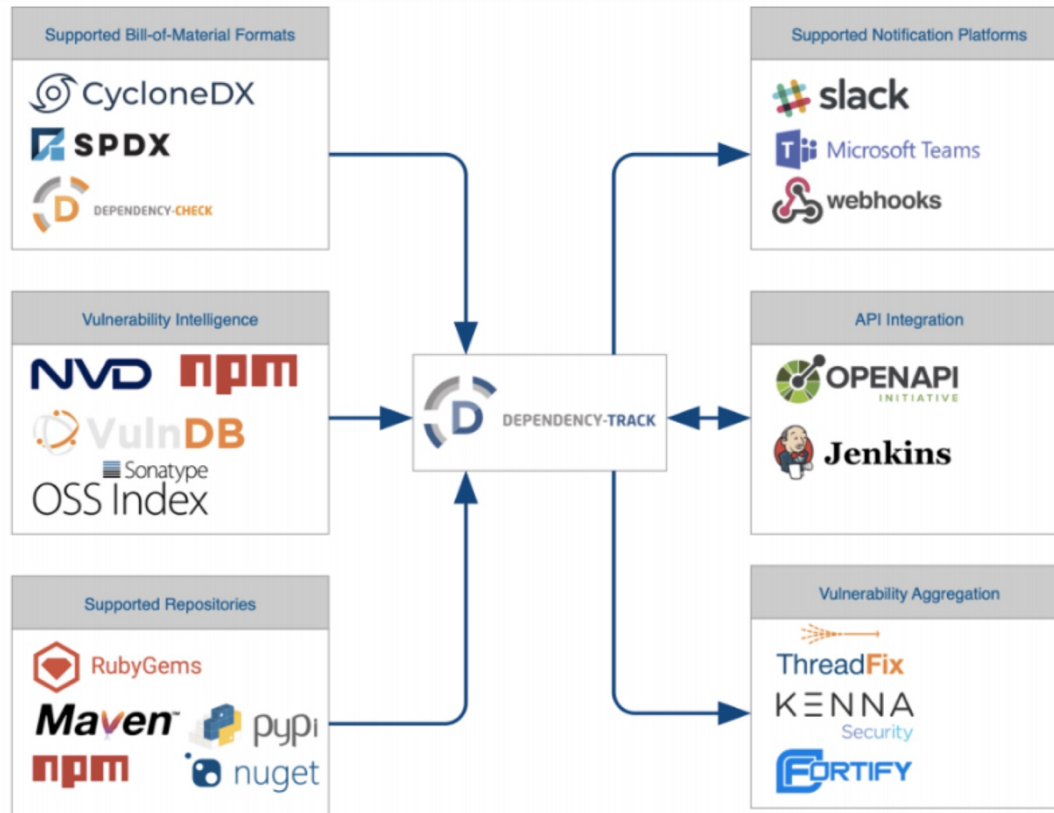 Supported Bill-of-Material Formats
CycloneDX
SPDX
D
DEPENDENCY-CHECK
Vulnerability Intelligence
NVD
npm
VulnDB
Sonatype
OSS Index
Supported Repositories
RubyGems
Maven™
pypi
npm
nuget
D
DEPENDENCY-TRACK
Supported Notification Platforms
slack
T
Microsoft Teams
webhooks
API Integration
OPENAPI
INITIATIVE
Jenkins
Vulnerability Aggregation
ThreadFix
KENNA
Security
FORTIFY